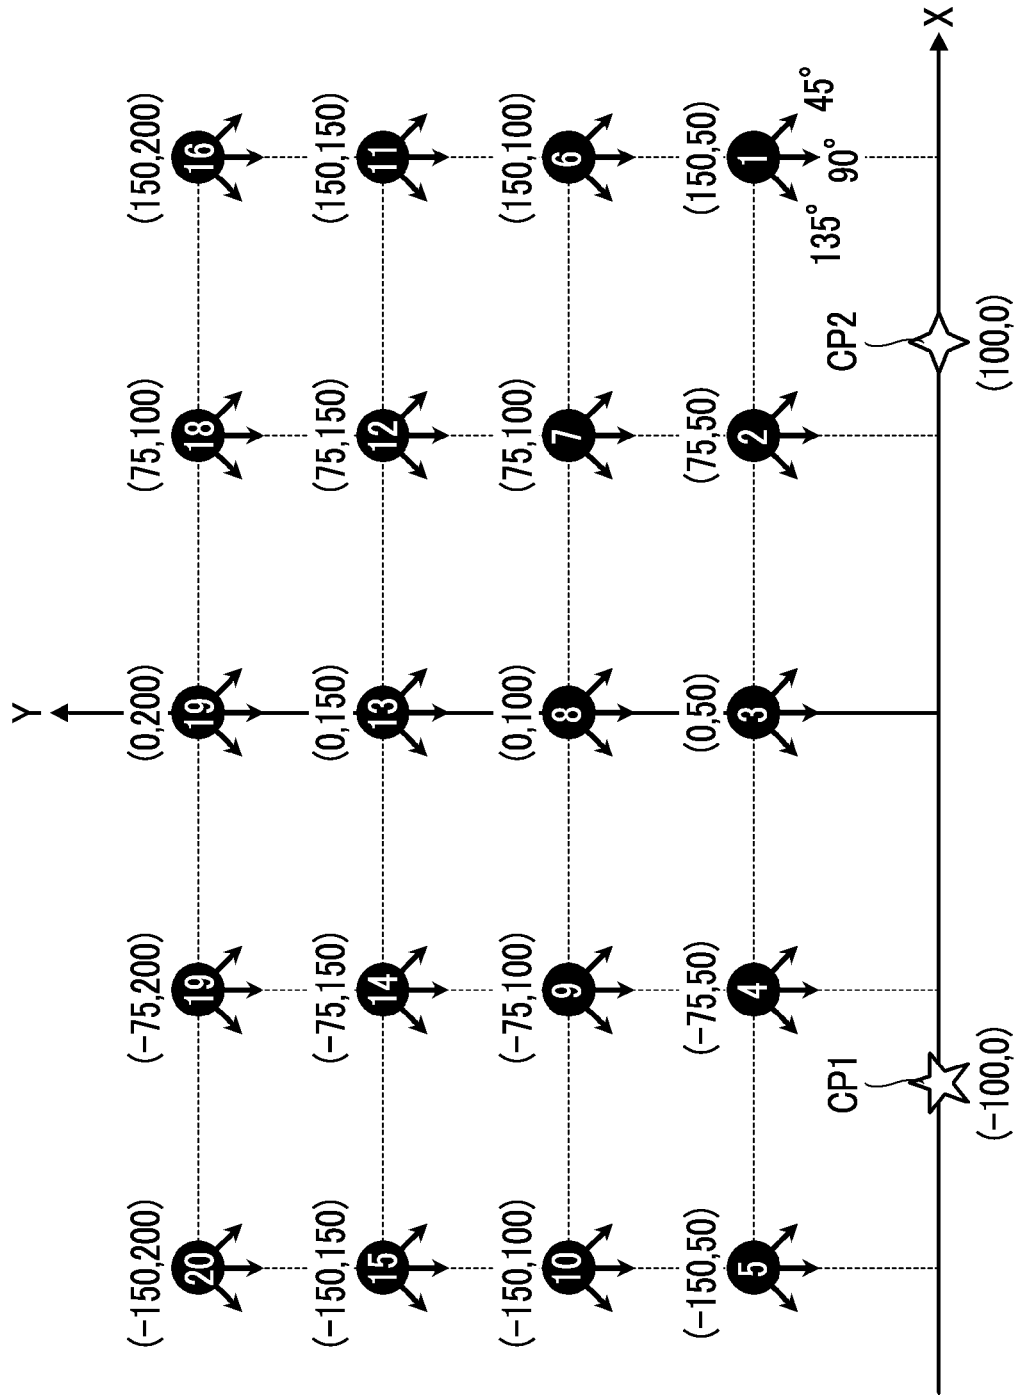 Y
(-150,200) (-75,200) (0,200) (75,100) (150,200)
20 19 19 18 16
(-150,150) (-75,150) (0,150) (75,150) (150,150)
15 14 13 12 11
(-150,100) (-75,100) (0,100) (75,100) (150,100)
10 9 8 7 6
(-150,50) (-75,50) (0,50) (75,50) (150,50)
5 4 3 2 1
135° 90° 45°
CP1 CP2
X
(-100,0) (100,0)